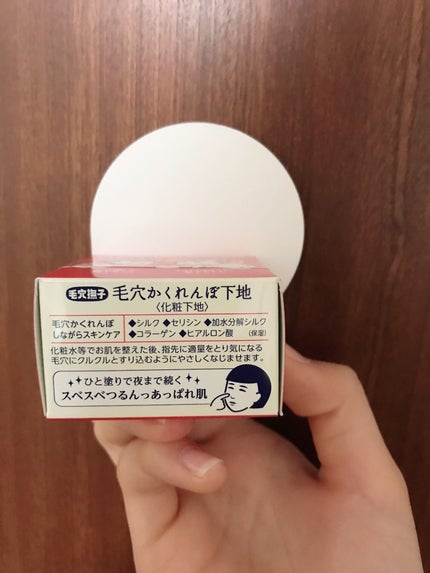 毛穴撫子 毛穴かくれんぼ下地
〈化粧下地〉
毛穴かくれんぼ ◆シルク ◆セリシン ◆加水分解シルク
しながらスキンケア ◆コラーゲン ◆ヒアルロン酸 (保湿)
化粧水等でお肌を整えた後、指先に適量をとり気になる
毛穴にクルクルとすり込むようにやさしくなじませます。
ひと塗りで夜まで続く
スベスベつるんっあっぱれ肌